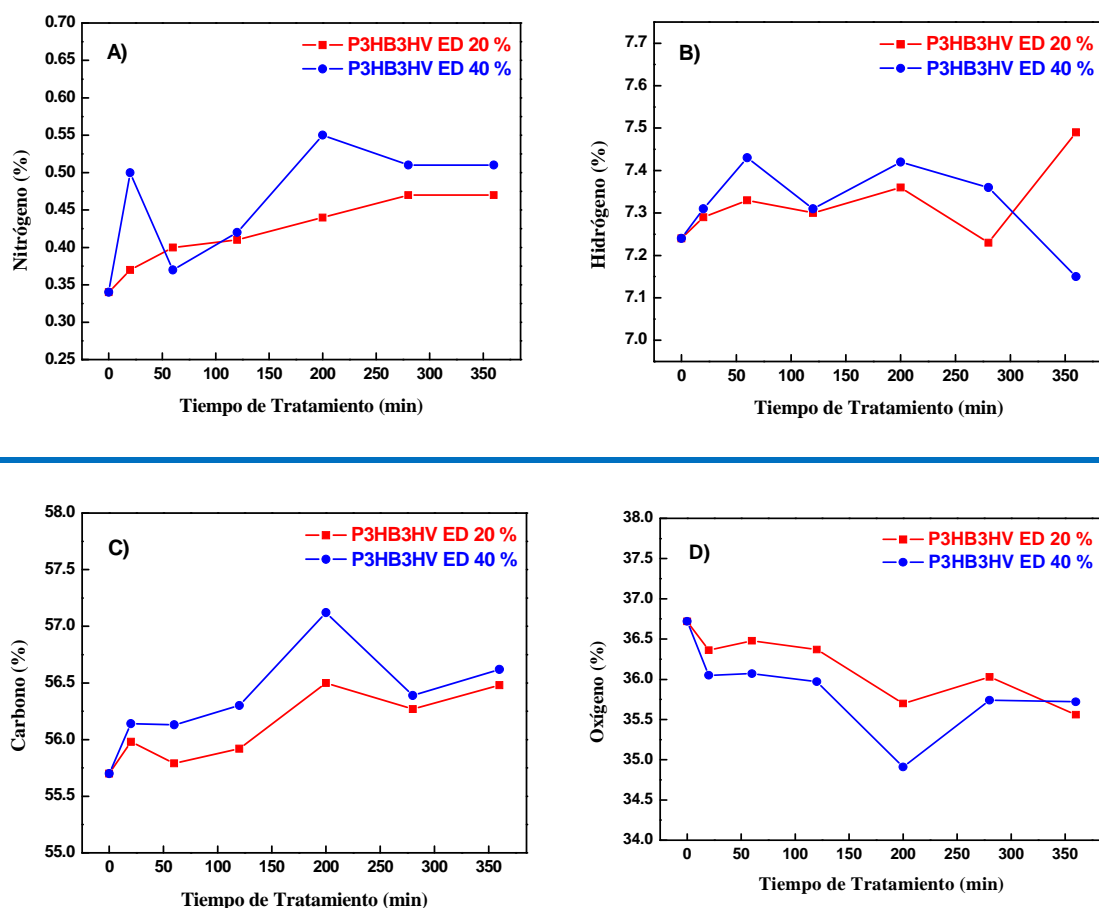 A)
P3HB3HV ED 20 %
P3HB3HV ED 40 %
0.70
0.65
0.60
0.55
0.50
0.45
0.40
0.35
0.30
0.25
Nitrógeno (%)
0 50 100 150 200 250 300 350
Tiempo de Tratamiento (min)
B)
P3HB3HV ED 20 %
P3HB3HV ED 40 %
7.7
7.6
7.5
7.4
7.3
7.2
7.1
7.0
Hidrógeno (%)
0 50 100 150 200 250 300 350
Tiempo de Tratamiento (min)
C)
P3HB3HV ED 20 %
P3HB3HV ED 40 %
58.0
57.5
57.0
56.5
56.0
55.5
55.0
Carbono (%)
0 50 100 150 200 250 300 350
Tiempo de Tratamiento (min)
D)
P3HB3HV ED 20 %
P3HB3HV ED 40 %
38.0
37.5
37.0
36.5
36.0
35.5
35.0
34.5
34.0
Oxígeno (%)
0 50 100 150 200 250 300 350
Tiempo de Tratamiento (min)